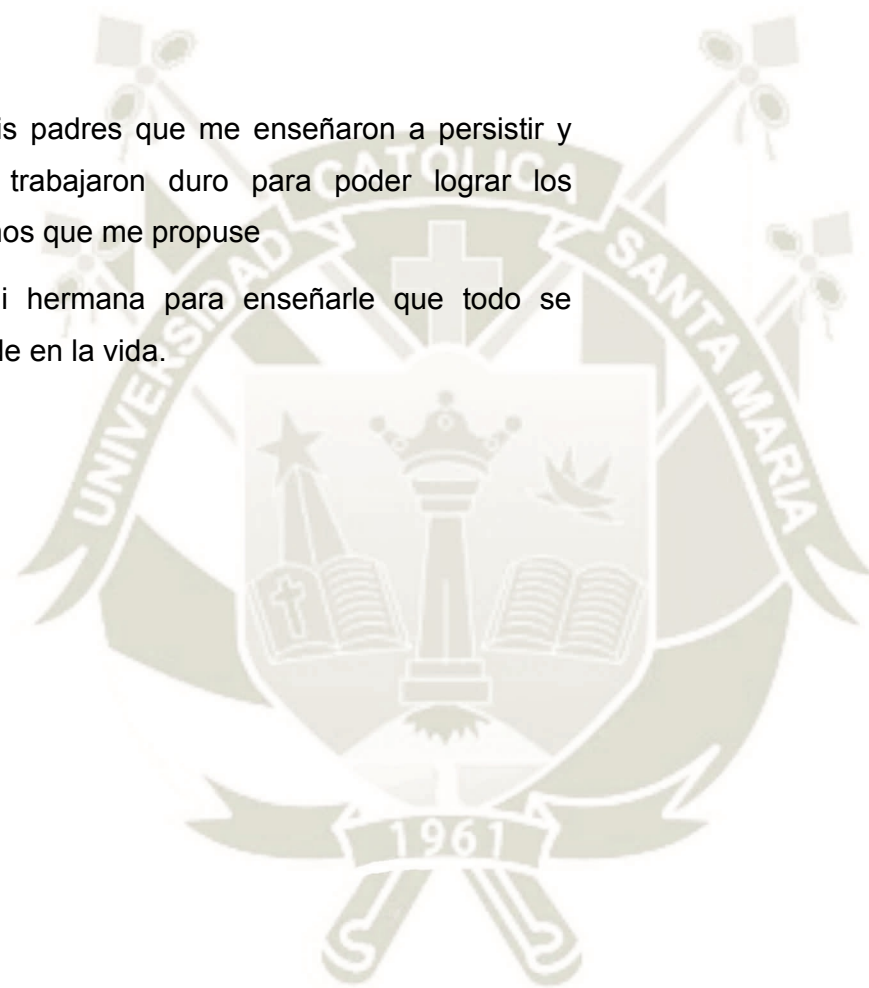 is padres que me enseñaron a persistir y
trabajaron duro para poder lograr los
nos que me propuse
i hermana para enseñarle que todo se
le en la vida.
UNIVERSIDAD CATOLICA SANTA MARIA
1961